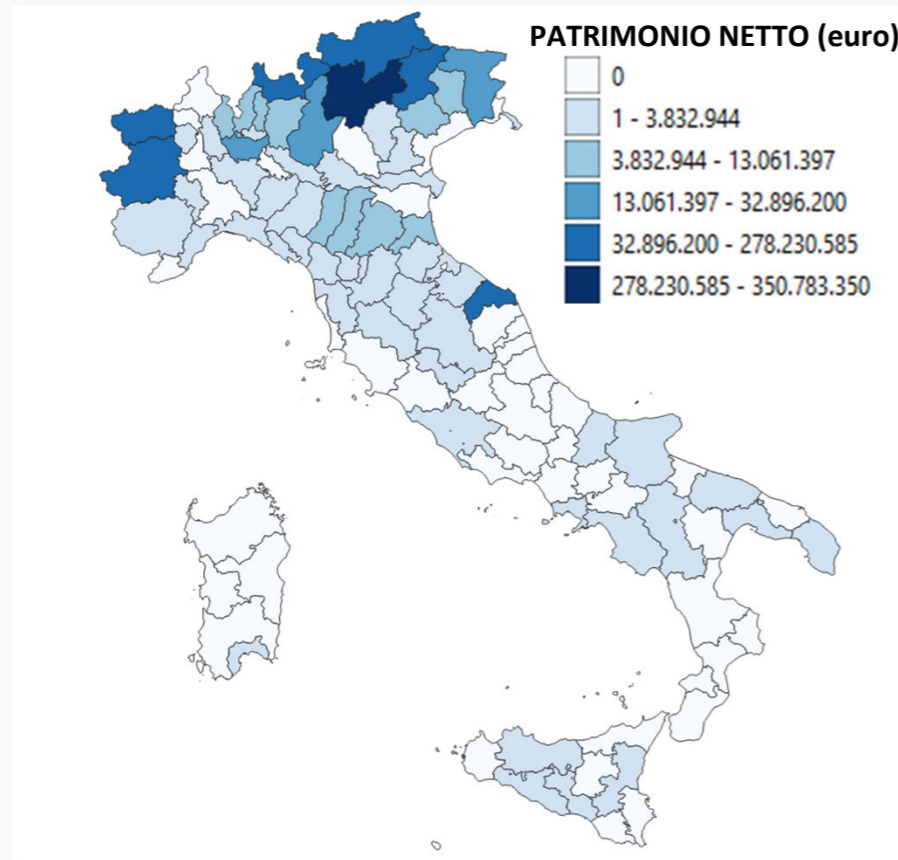 PATRIMONIO NETTO (euro)
0
1 - 3.832.944
3.832.944 - 13.061.397
13.061.397 - 32.896.200
32.896.200 - 278.230.585
278.230.585 - 350.783.350